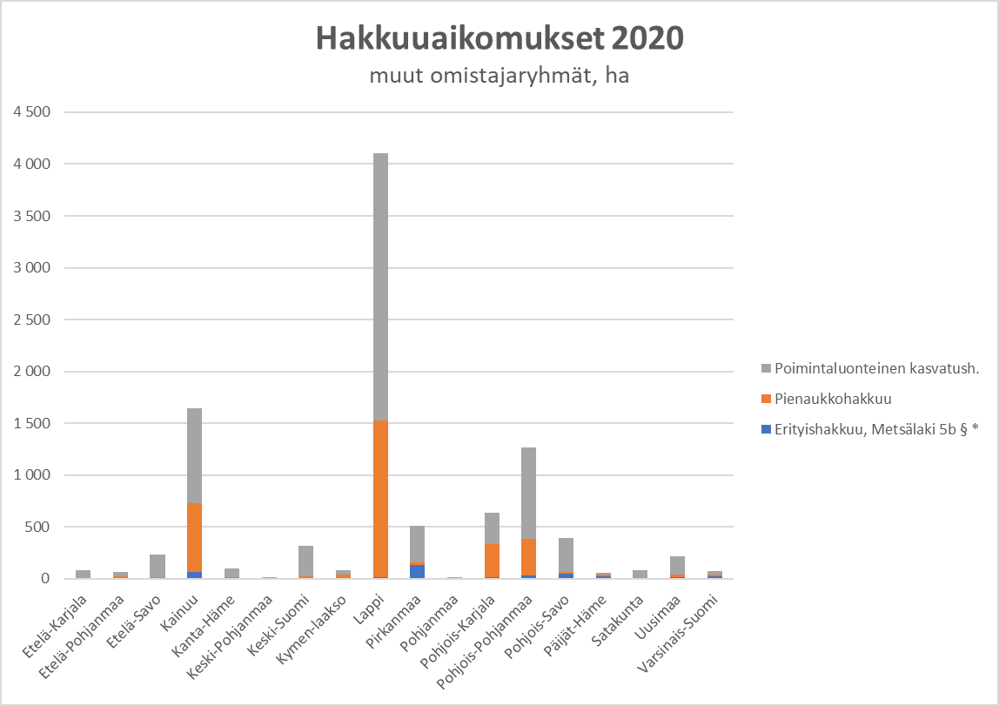 Hakkuuaikomukset 2020
muut omistajaryhmät, ha
4 500
4 000
3 500
3 000
2 500
2 000
1 500
1 000
500
0
Etelä-Karjala
Etelä-Pohjanmaa
Etelä-Savo
Kainuu
Kanta-Häme
Keski-Pohjanmaa
Keski-Suomi
Kymen-laakso
Lappi
Pirkanmaa
Pohjanmaa
Pohjois-Karjala
Pohjois-Pohjanmaa
Pohjois-Savo
Päijät-Häme
Satakunta
Uusimaa
Varsinais-Suomi
Poimintaluonteinen kasvatush.
Pienaukkohakkuu
Erityishakkuu, Metsälaki 5b § *